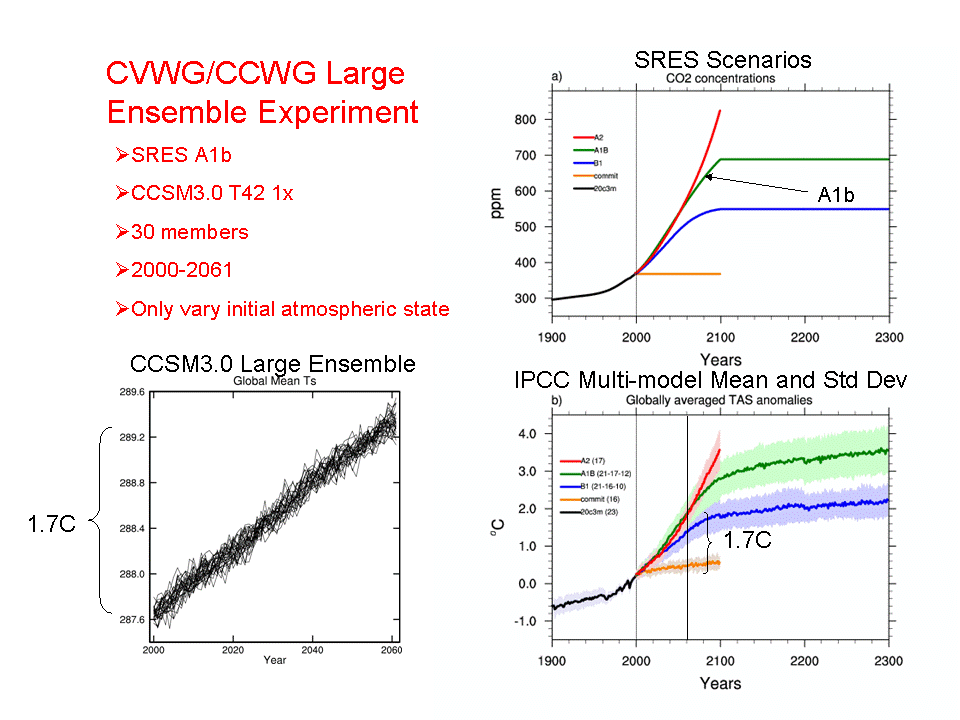 CVWG/CCWG Large
Ensemble Experiment
➢SRES A1b
➢CCSM3.0 T42 1x
➢30 members
➢2000-2061
➢Only vary initial atmospheric state
SRES Scenarios
a) CO2 concentrations
800
700
600
500
400
300
ppm
A2
A1B
B1
commit
20c3m
A1b
1900 2000 2100 2200 2300
Years
CCSM3.0 Large Ensemble
Global Mean Ts
289.6
289.2
288.8
288.4
288.0
287.6
1.7C
2000 2020 2040 2060
Year
IPCC Multi-model Mean and Std Dev
b) Globally averaged TAS anomalies
4.0
3.0
2.0
1.0
0.0
-1.0
°C
A2 (17)
A1B (21-17-12)
B1 (21-16-10)
commit (16)
20c3m (23)
1.7C
1900 2000 2100 2200 2300
Years